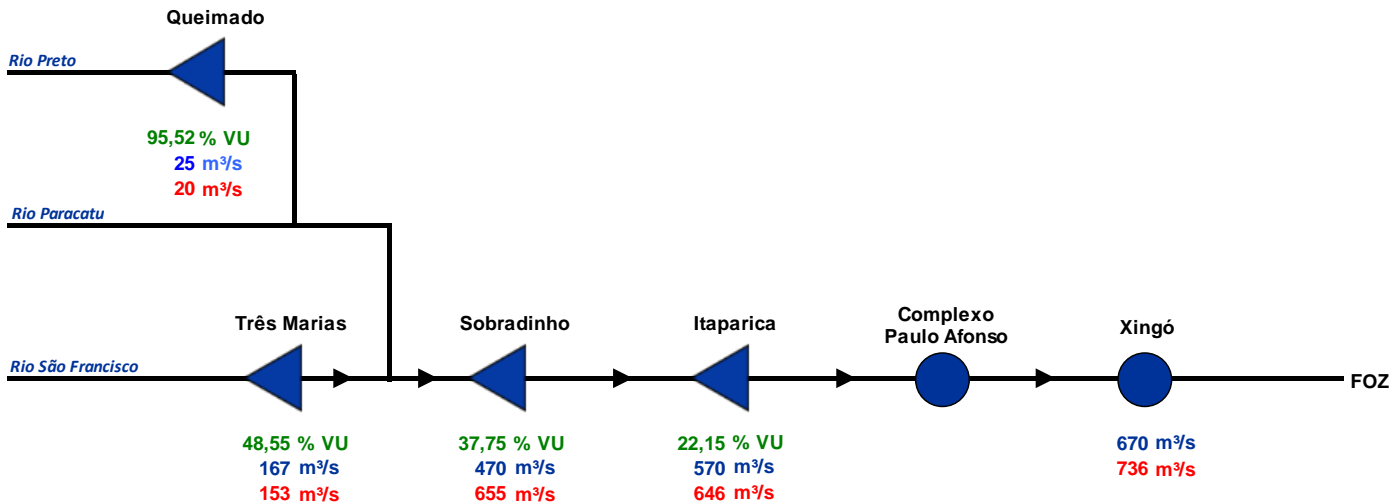 Queimado
Rio Preto
95,52 % VU
25 m³/s
20 m³/s
Rio Paracatu
Três Marias
Sobradinho
Itaparica
Complexo
Paulo Afonso
Xingó
Rio São Francisco
FOZ
48,55 % VU
167 m³/s
153 m³/s
37,75 % VU
470 m³/s
655 m³/s
22,15 % VU
570 m³/s
646 m³/s
670 m³/s
736 m³/s